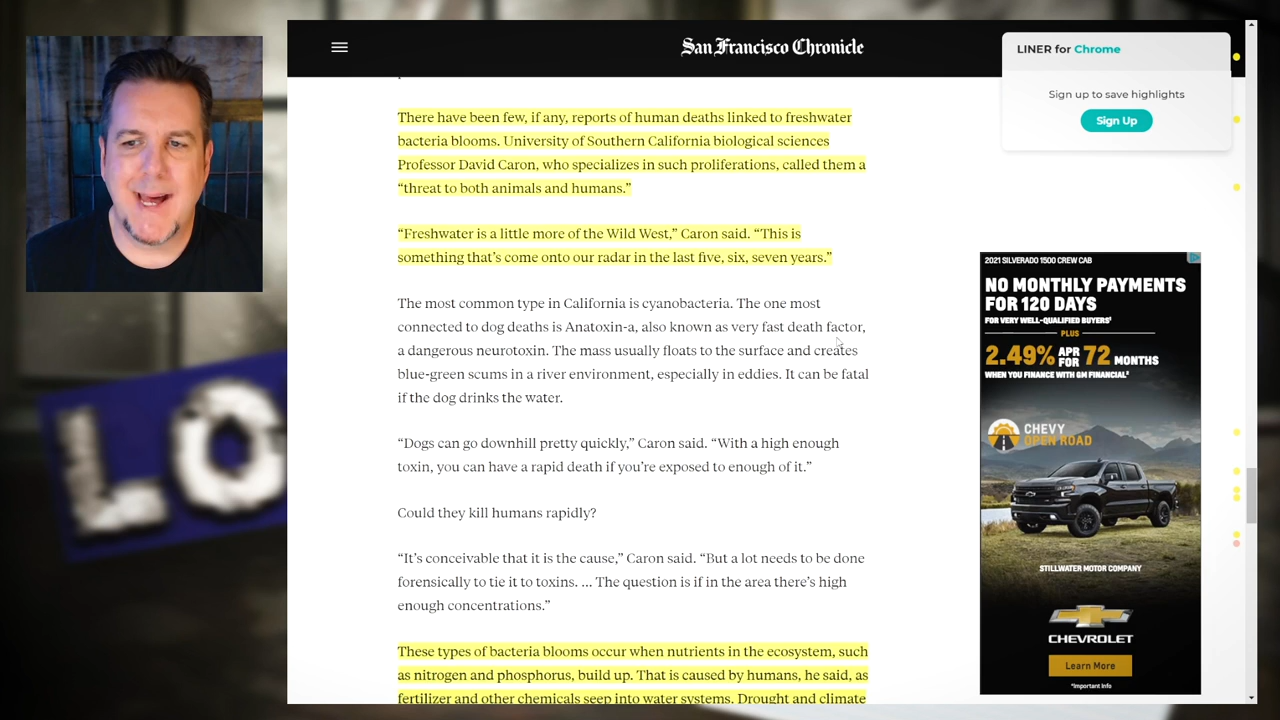 San Francisco Chronicle
LINER for Chrome
Sign up to save highlights
Sign Up
There have been few, if any, reports of human deaths linked to freshwater
bacteria blooms. University of Southern California biological sciences
Professor David Caron, who specializes in such proliferations, called them a
“threat to both animals and humans.”
“Freshwater is a little more of the Wild West,” Caron said. “This is
something that’s come onto our radar in the last five, six, seven years.”
The most common type in California is cyanobacteria. The one most
connected to dog deaths is Anatoxin-a, also known as very fast death factor,
a dangerous neurotoxin. The mass usually floats to the surface and creates
blue-green scums in a river environment, especially in eddies. It can be fatal
if the dog drinks the water.
“Dogs can go downhill pretty quickly,” Caron said. “With a high enough
toxin, you can have a rapid death if you’re exposed to enough of it.”
Could they kill humans rapidly?
“It’s conceivable that it is the cause,” Caron said. “But a lot needs to be done
forensically to tie it to toxins. ... The question is if in the area there’s high
enough concentrations.”
These types of bacteria blooms occur when nutrients in the ecosystem, such
as nitrogen and phosphorus, build up. That is caused by humans, he said, as
fertilizer and other chemicals seep into water systems. Drought and climate
2021 SILVERADO 1500 CREW CAB
NO MONTHLY PAYMENTS
FOR 120 DAYS
FOR VERY WELL-QUALIFIED BUYERS¹
PLUS
2.49% APR FOR 72 MONTHS
WHEN YOU FINANCE WITH GM FINANCIAL²
CHEVY
OPEN ROAD
STILLWATER MOTOR COMPANY
CHEVROLET
Learn More
*Important Info
LO